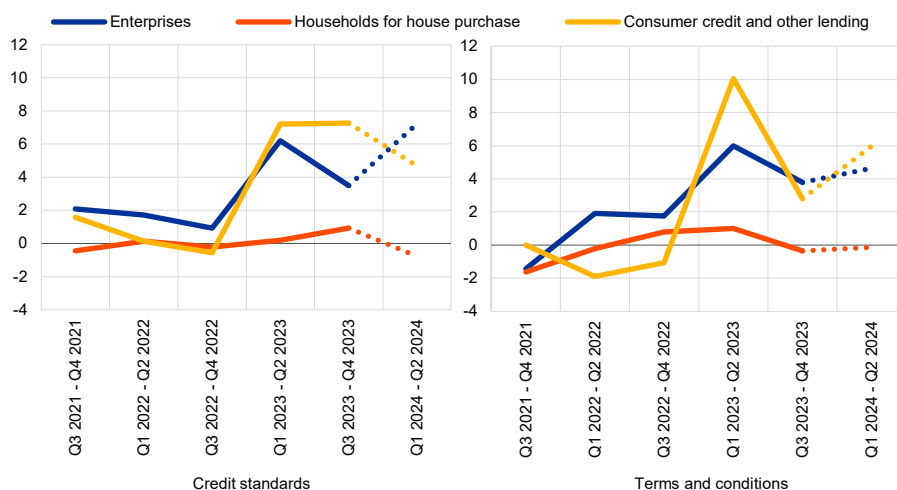 Enterprises Households for house purchase Consumer credit and other lending
12
10
8
6
4
2
0
-2
-4
Q3 2021 - Q4 2021
Q1 2022 - Q2 2022
Q3 2022 - Q4 2022
Q1 2023 - Q2 2023
Q3 2023 - Q4 2023
Q1 2024 - Q2 2024
Credit standards
12
10
8
6
4
2
0
-2
-4
Q3 2021 - Q4 2021
Q1 2022 - Q2 2022
Q3 2022 - Q4 2022
Q1 2023 - Q2 2023
Q3 2023 - Q4 2023
Q1 2024 - Q2 2024
Terms and conditions